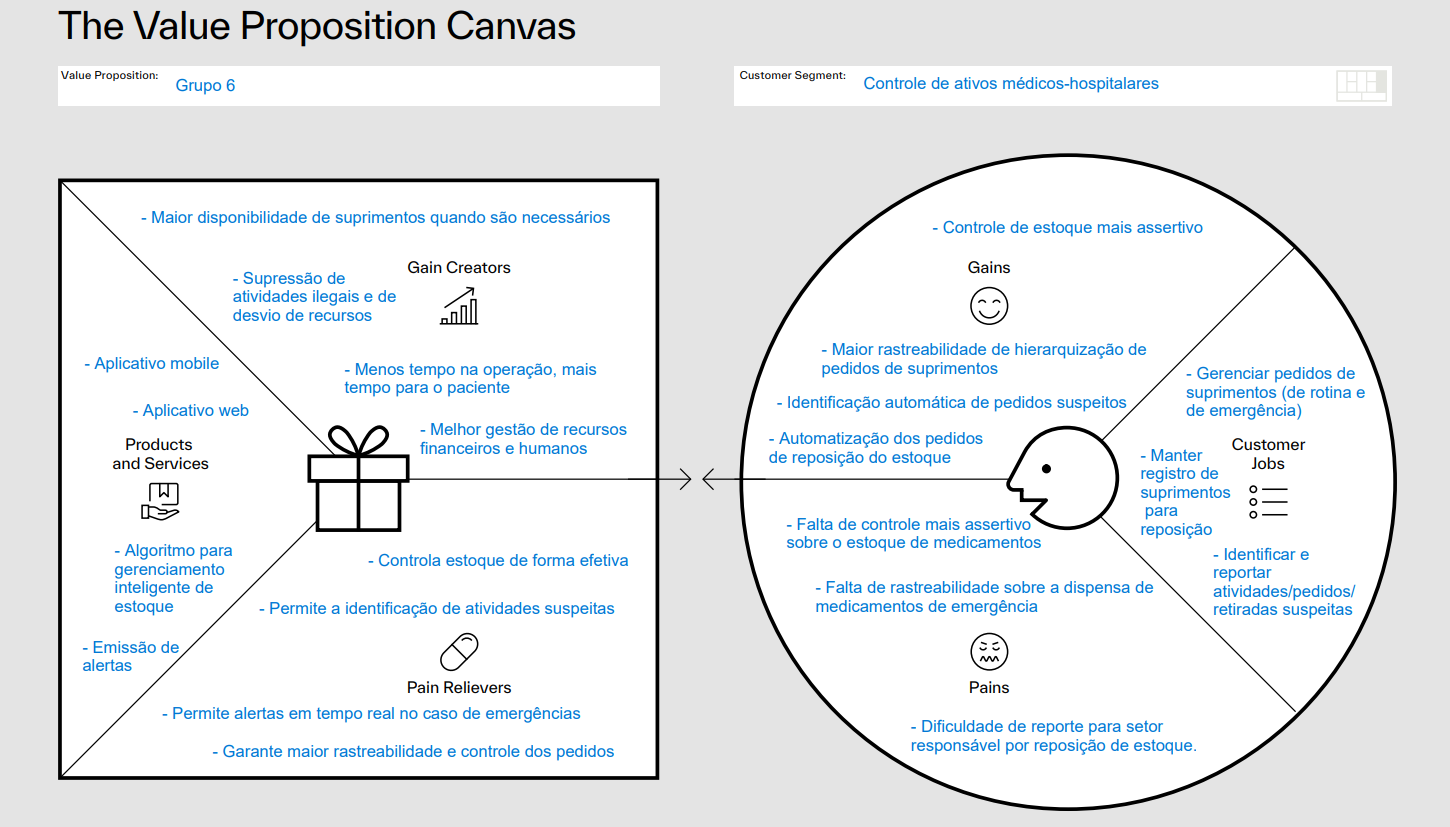 The Value Proposition Canvas
Value Proposition:
Grupo 6
Customer Segment:
Controle de ativos médicos-hospitalares
- Maior disponibilidade de suprimentos quando são necessários
Gain Creators
- Supressão de
atividades ilegais e de
desvio de recursos
- Menos tempo na operação, mais
tempo para o paciente
- Melhor gestão de recursos
financeiros e humanos
- Aplicativo mobile
- Aplicativo web
Products
and Services
- Algoritmo para
gerenciamento
inteligente de
estoque
- Emissão de
alertas
- Controla estoque de forma efetiva
- Permite a identificação de atividades suspeitas
Pain Relievers
- Permite alertas em tempo real no caso de emergências
- Garante maior rastreabilidade e controle dos pedidos
- Controle de estoque mais assertivo
Gains
- Maior rastreabilidade de hierarquização de
pedidos de suprimentos
- Identificação automática de pedidos suspeitos
- Automatização dos pedidos
de reposição do estoque
- Gerenciar pedidos de
suprimentos (de rotina e
de emergência)
Customer
Jobs
- Manter
registro de
suprimentos
para
reposição
- Identificar e
reportar
atividades/pedidos/
retiradas suspeitas
- Falta de controle mais assertivo
sobre o estoque de medicamentos
- Falta de rastreabilidade sobre a dispensa de
medicamentos de emergência
Pains
- Dificuldade de reporte para setor
responsável por reposição de estoque.